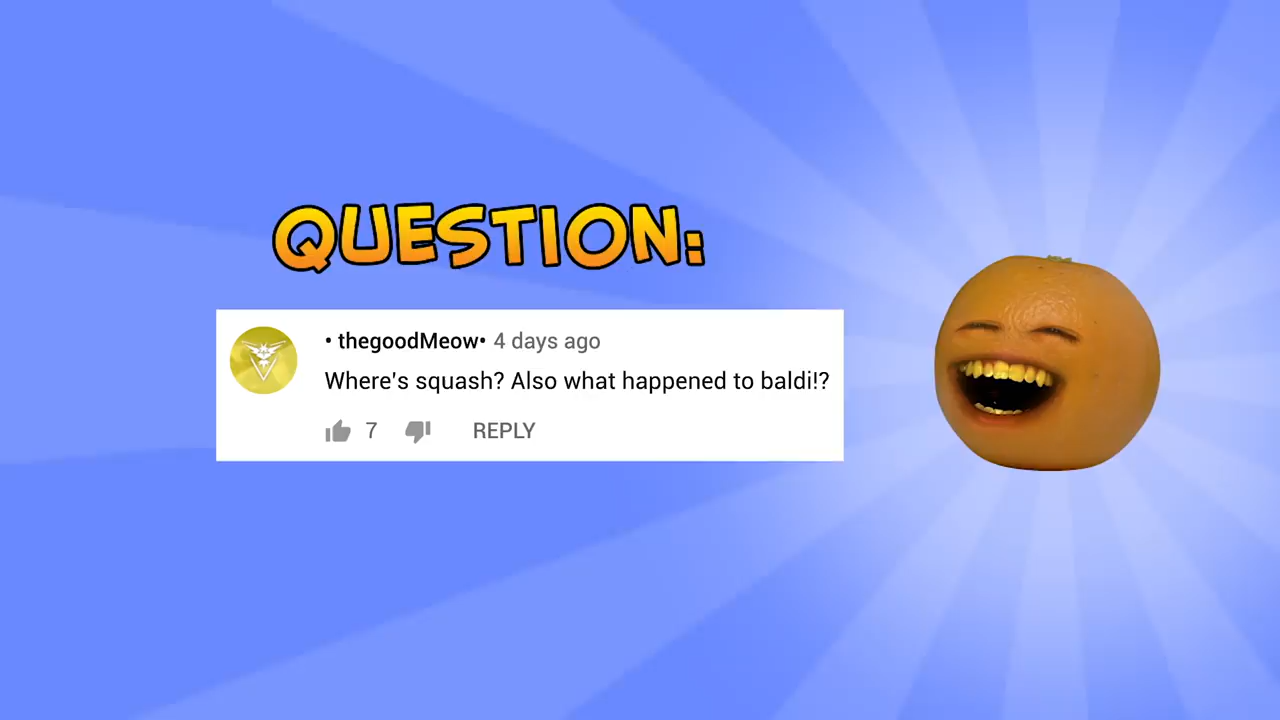 QUESTION:
• thegoodMeow• 4 days ago
Where's squash? Also what happened to baldi!?
7 REPLY